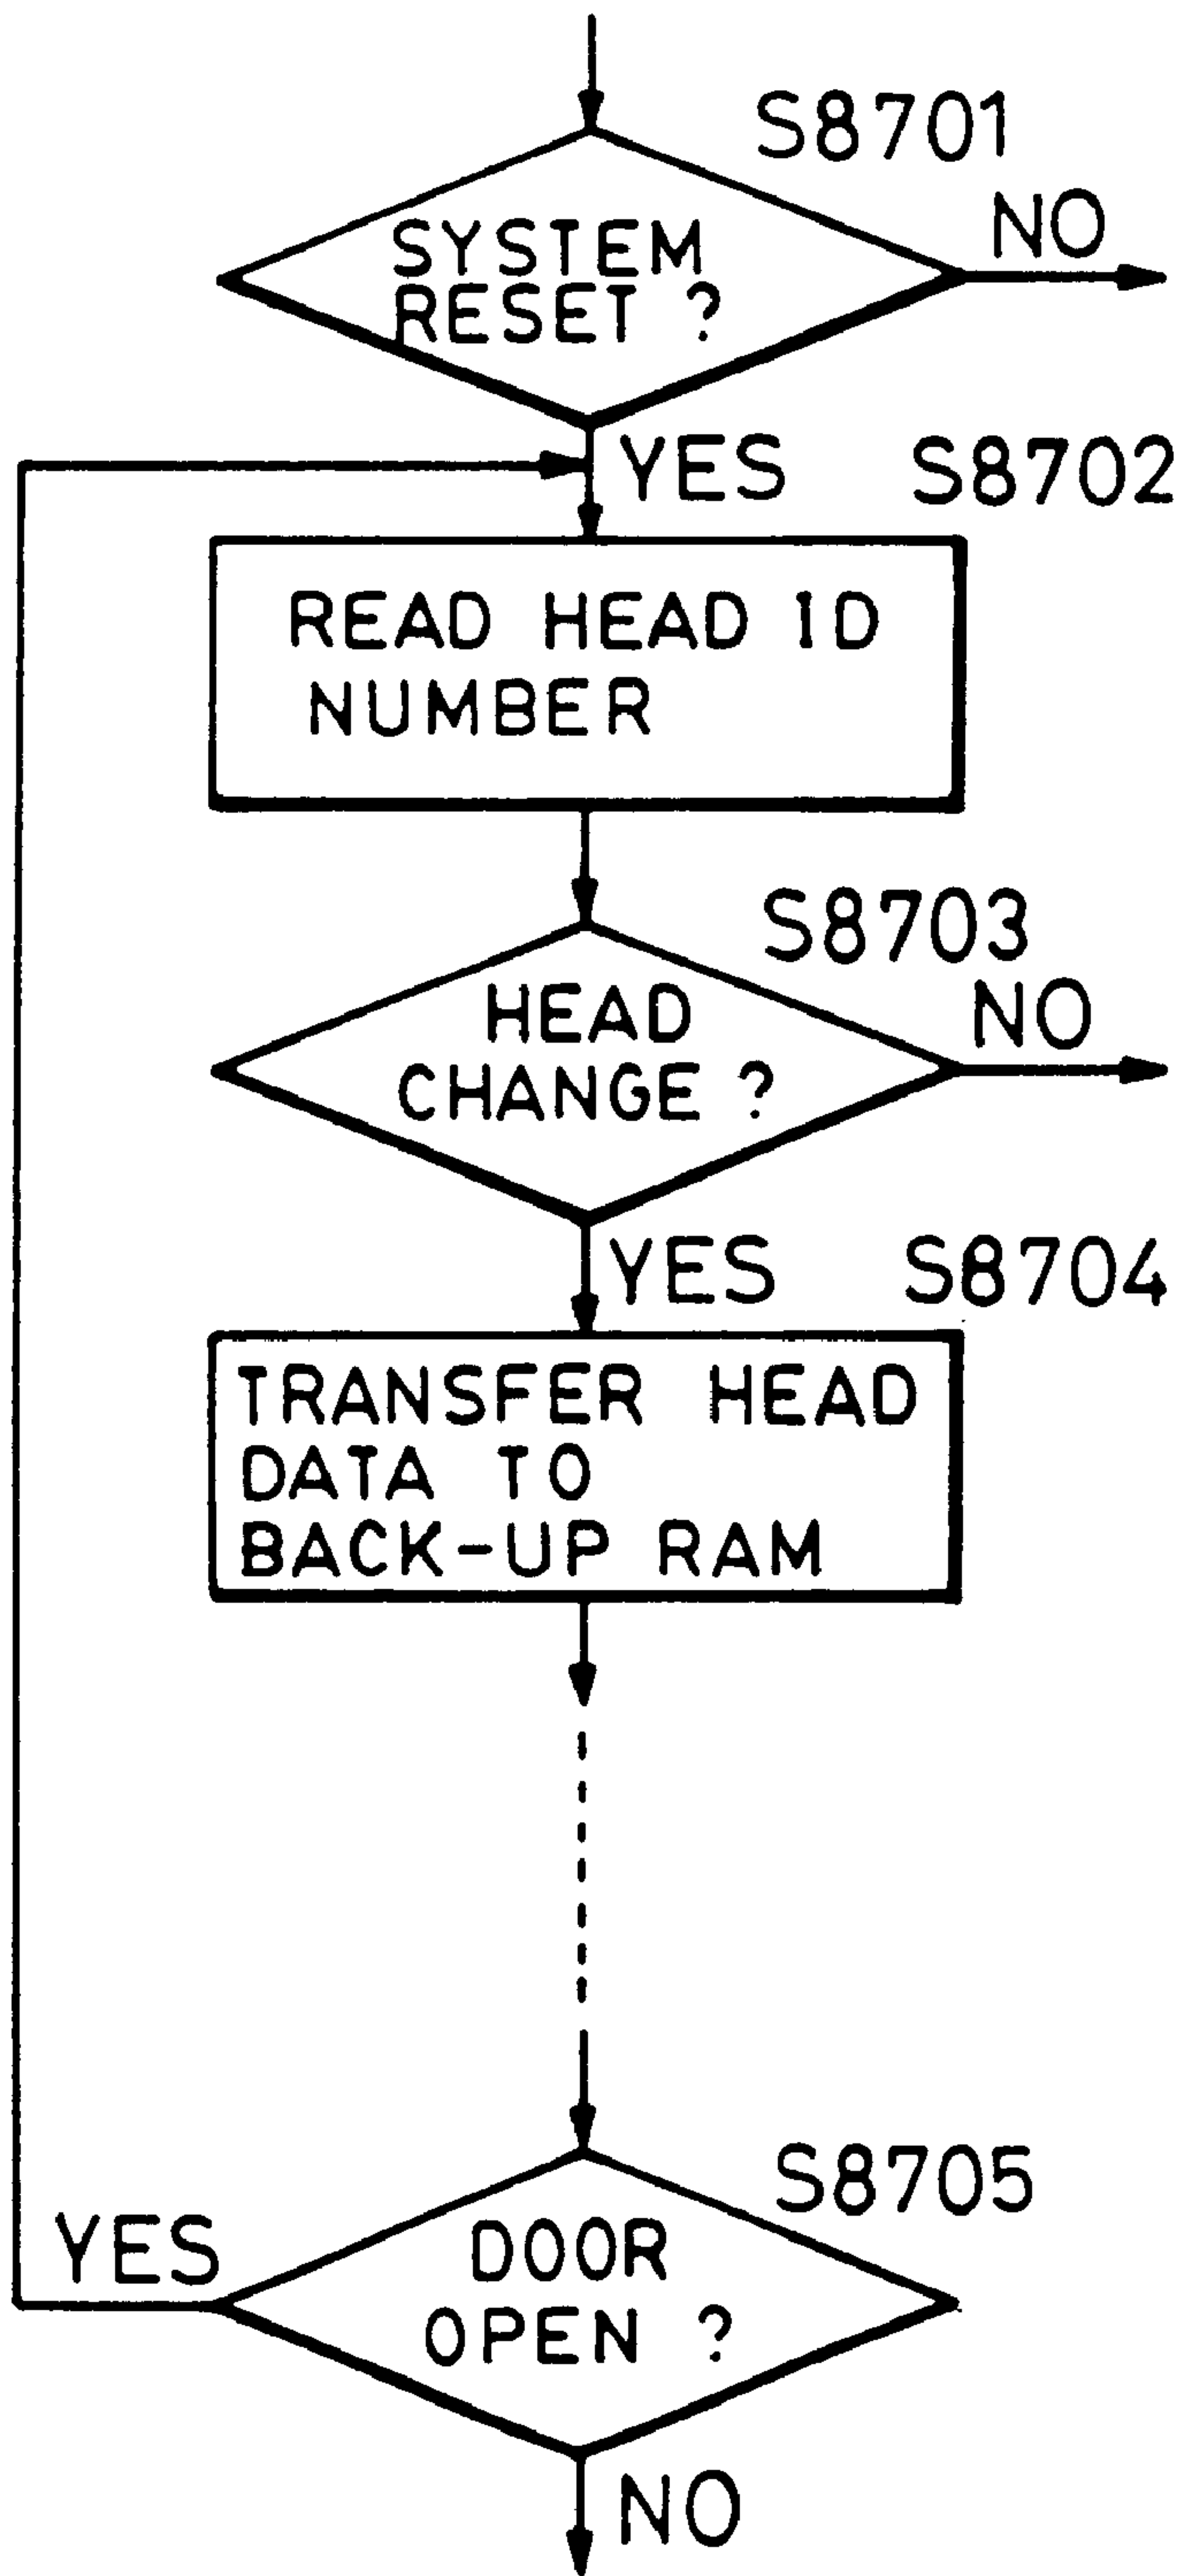 S8701
SYSTEM
RESET ?
NO
YES
S8702
READ HEAD ID
NUMBER
S8703
HEAD
CHANGE ?
NO
YES
S8704
TRANSFER HEAD
DATA TO
BACK-UP RAM
S8705
YES
DOOR
OPEN ?
NO